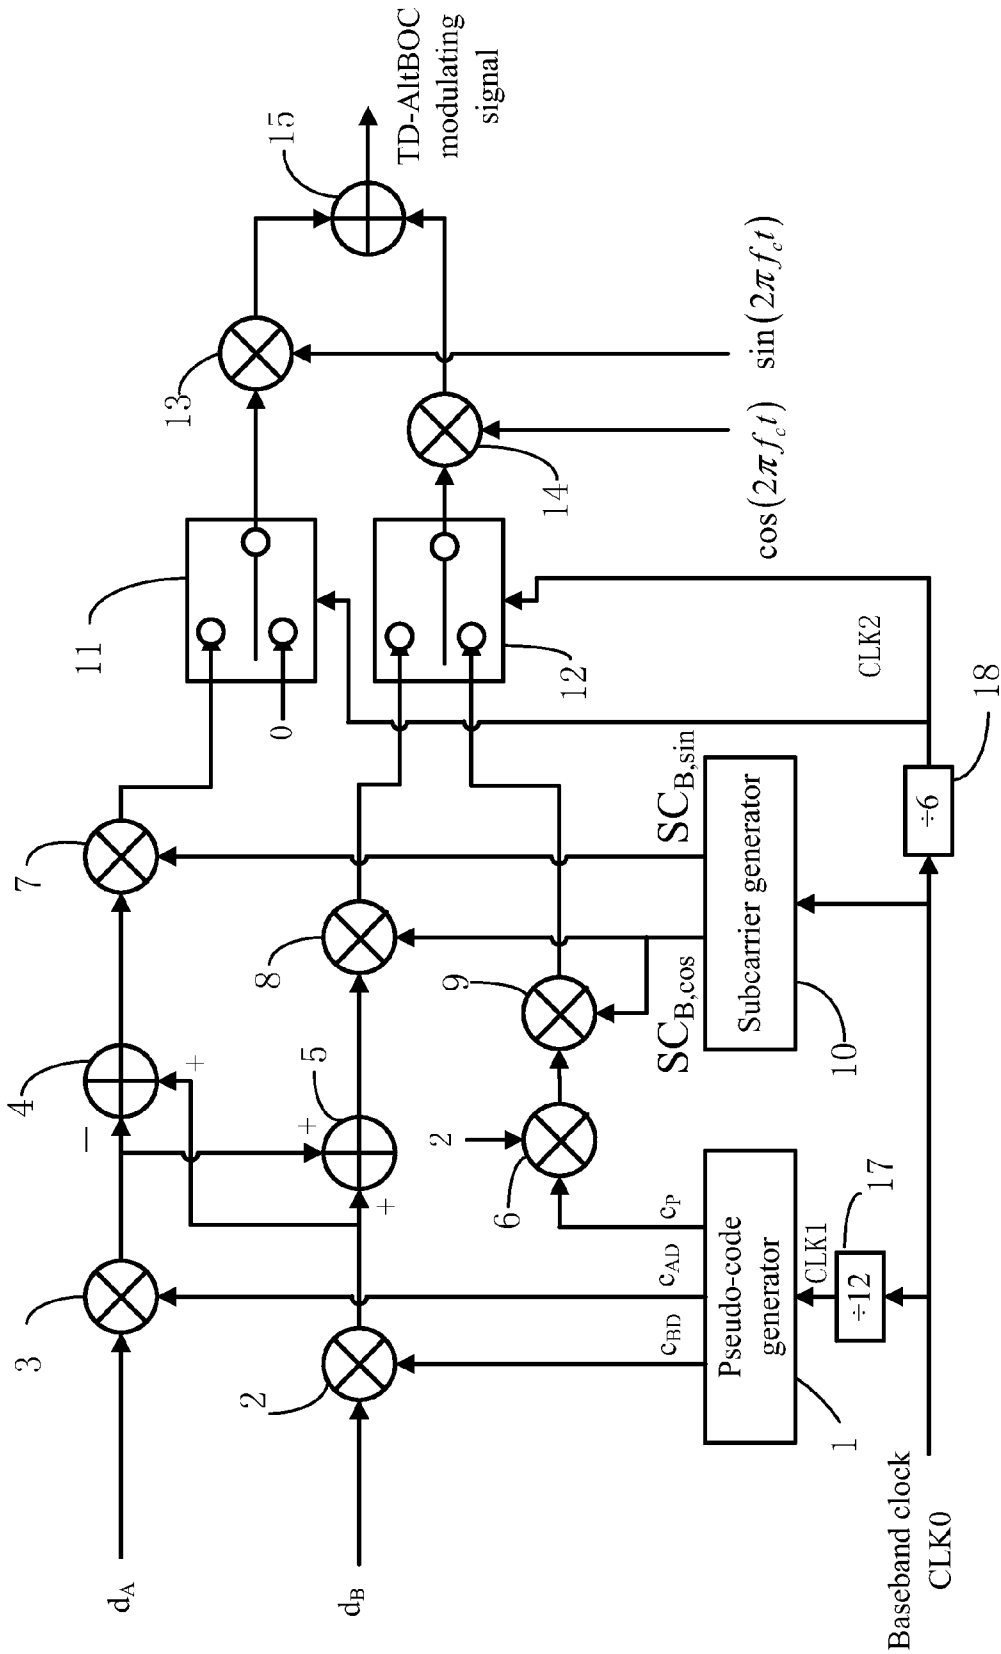 d_A
d_B
3
2
4
5
−
+
+
+
7
8
9
6
2
11
12
0
13
14
15
TD-AltBOC
modulating
signal
cos(2πf_c t)
sin(2πf_c t)
c_BD
c_AD
c_P
Pseudo-code
generator
1
SC_B,cos
SC_B,sin
Subcarrier generator
10
CLK1
÷12
17
CLK2
÷6
18
Baseband clock
CLK0